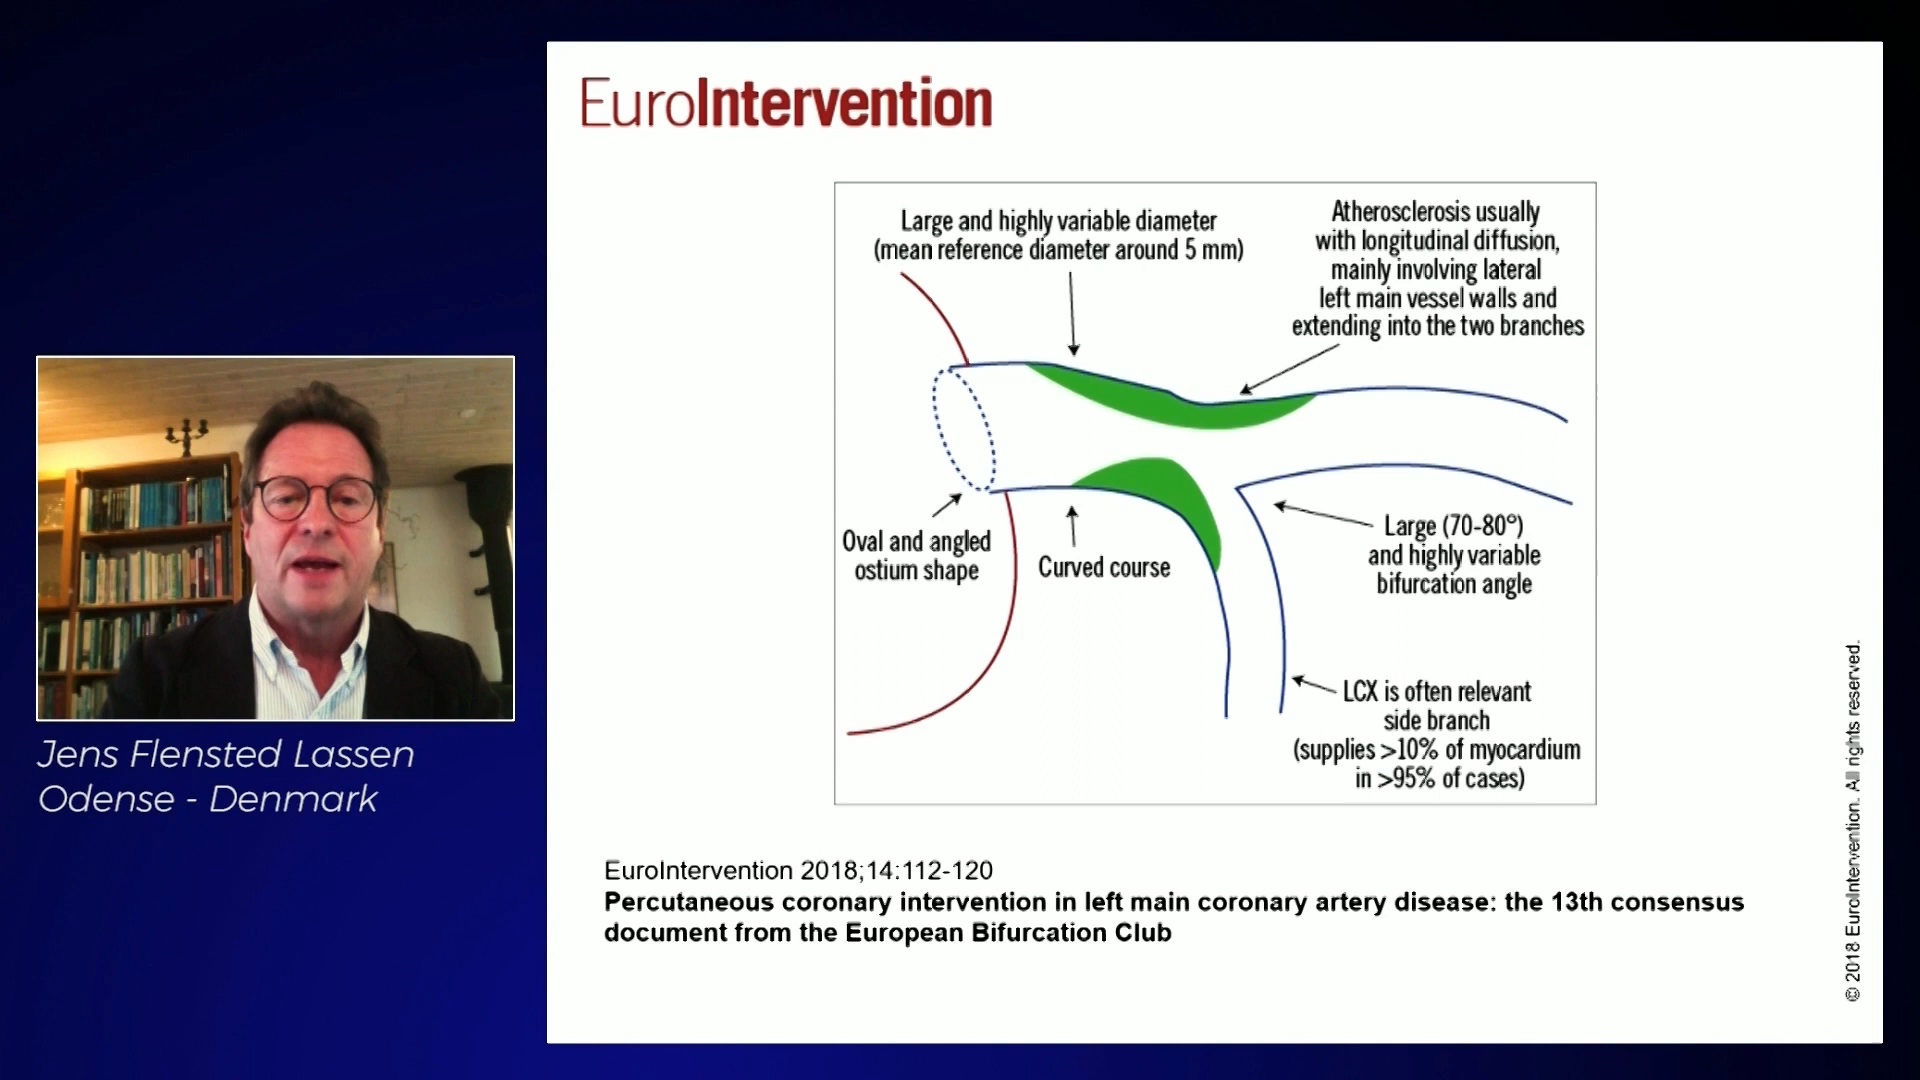 EuroIntervention
Large and highly variable diameter
(mean reference diameter around 5 mm)
Atherosclerosis usually
with longitudinal diffusion,
mainly involving lateral
left main vessel walls and
extending into the two branches
Oval and angled
ostium shape
Curved course
Large (70-80°)
and highly variable
bifurcation angle
LCX is often relevant
side branch
(supplies >10% of myocardium
in >95% of cases)
Jens Flensted Lassen
Odense - Denmark
EuroIntervention 2018;14:112-120
Percutaneous coronary intervention in left main coronary artery disease: the 13th consensus
document from the European Bifurcation Club
© 2018 EuroIntervention. All rights reserved.